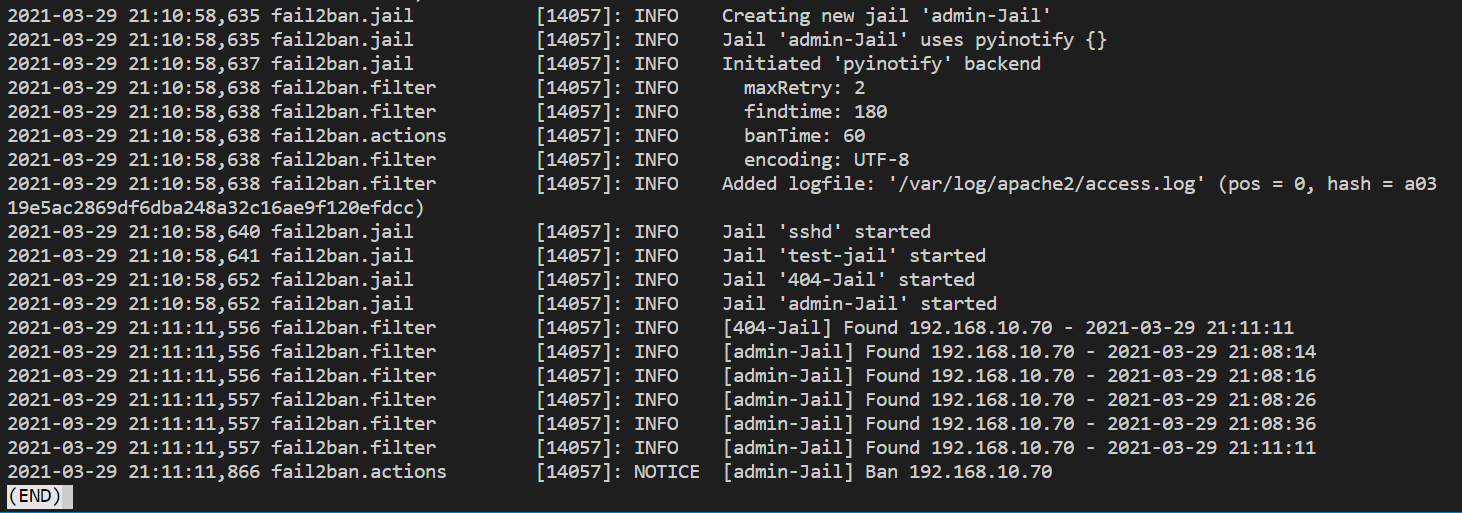 2021-03-29 21:10:58,635 fail2ban.jail [14057]: INFO Creating new jail 'admin-Jail'
2021-03-29 21:10:58,635 fail2ban.jail [14057]: INFO Jail 'admin-Jail' uses pyinotify {}
2021-03-29 21:10:58,637 fail2ban.jail [14057]: INFO Initiated 'pyinotify' backend
2021-03-29 21:10:58,638 fail2ban.filter [14057]: INFO maxRetry: 2
2021-03-29 21:10:58,638 fail2ban.filter [14057]: INFO findtime: 180
2021-03-29 21:10:58,638 fail2ban.actions [14057]: INFO banTime: 60
2021-03-29 21:10:58,638 fail2ban.filter [14057]: INFO encoding: UTF-8
2021-03-29 21:10:58,638 fail2ban.filter [14057]: INFO Added logfile: '/var/log/apache2/access.log' (pos = 0, hash = a03
19e5ac2869df6dba248a32c16ae9f120efdcc)
2021-03-29 21:10:58,640 fail2ban.jail [14057]: INFO Jail 'sshd' started
2021-03-29 21:10:58,641 fail2ban.jail [14057]: INFO Jail 'test-jail' started
2021-03-29 21:10:58,652 fail2ban.jail [14057]: INFO Jail '404-Jail' started
2021-03-29 21:10:58,652 fail2ban.jail [14057]: INFO Jail 'admin-Jail' started
2021-03-29 21:11:11,556 fail2ban.filter [14057]: INFO [404-Jail] Found 192.168.10.70 - 2021-03-29 21:11:11
2021-03-29 21:11:11,556 fail2ban.filter [14057]: INFO [admin-Jail] Found 192.168.10.70 - 2021-03-29 21:08:14
2021-03-29 21:11:11,556 fail2ban.filter [14057]: INFO [admin-Jail] Found 192.168.10.70 - 2021-03-29 21:08:16
2021-03-29 21:11:11,557 fail2ban.filter [14057]: INFO [admin-Jail] Found 192.168.10.70 - 2021-03-29 21:08:26
2021-03-29 21:11:11,557 fail2ban.filter [14057]: INFO [admin-Jail] Found 192.168.10.70 - 2021-03-29 21:08:36
2021-03-29 21:11:11,557 fail2ban.filter [14057]: INFO [admin-Jail] Found 192.168.10.70 - 2021-03-29 21:11:11
2021-03-29 21:11:11,866 fail2ban.actions [14057]: NOTICE [admin-Jail] Ban 192.168.10.70
(END)